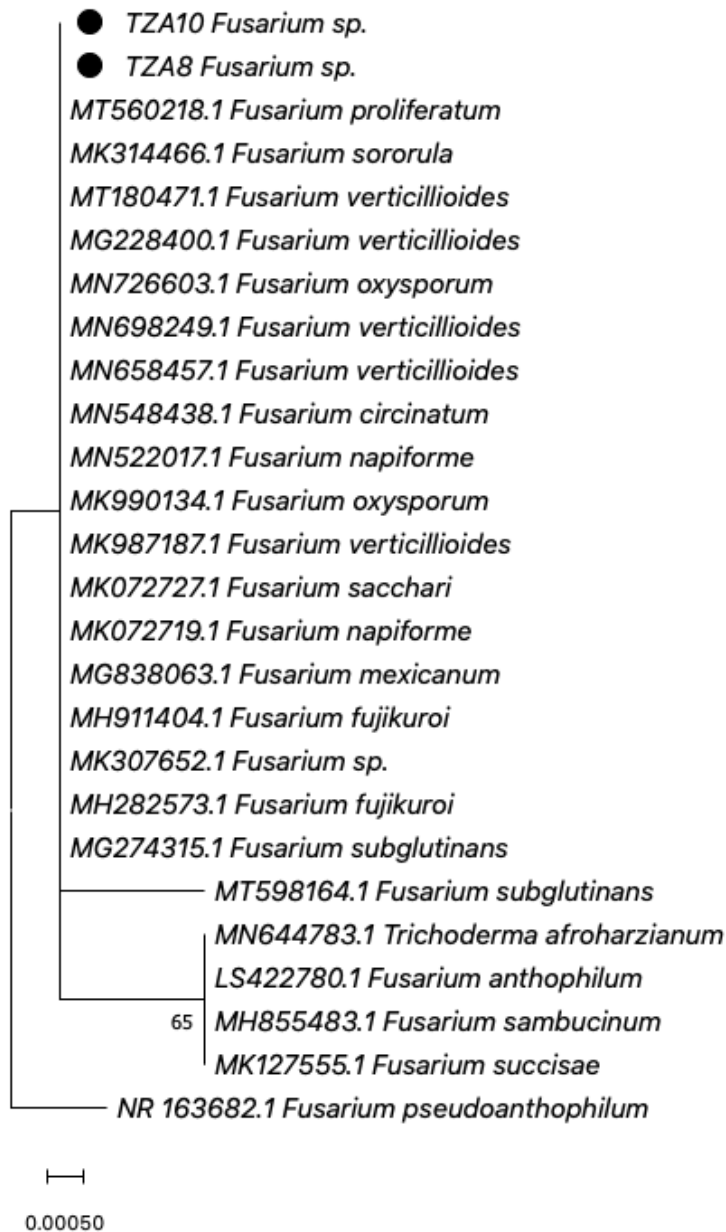 TZA10 Fusarium sp.
TZA8 Fusarium sp.
MT560218.1 Fusarium proliferatum
MK314466.1 Fusarium sororula
MT180471.1 Fusarium verticillioides
MG228400.1 Fusarium verticillioides
MN726603.1 Fusarium oxysporum
MN698249.1 Fusarium verticillioides
MN658457.1 Fusarium verticillioides
MN548438.1 Fusarium circinatum
MN522017.1 Fusarium napiforme
MK990134.1 Fusarium oxysporum
MK987187.1 Fusarium verticillioides
MK072727.1 Fusarium sacchari
MK072719.1 Fusarium napiforme
MG838063.1 Fusarium mexicanum
MH911404.1 Fusarium fujikuroi
MK307652.1 Fusarium sp.
MH282573.1 Fusarium fujikuroi
MG274315.1 Fusarium subglutinans
MT598164.1 Fusarium subglutinans
MN644783.1 Trichoderma afroharzianum
LS422780.1 Fusarium anthophilum
65 MH855483.1 Fusarium sambucinum
MK127555.1 Fusarium succisae
NR 163682.1 Fusarium pseudoanthophilum
0.00050